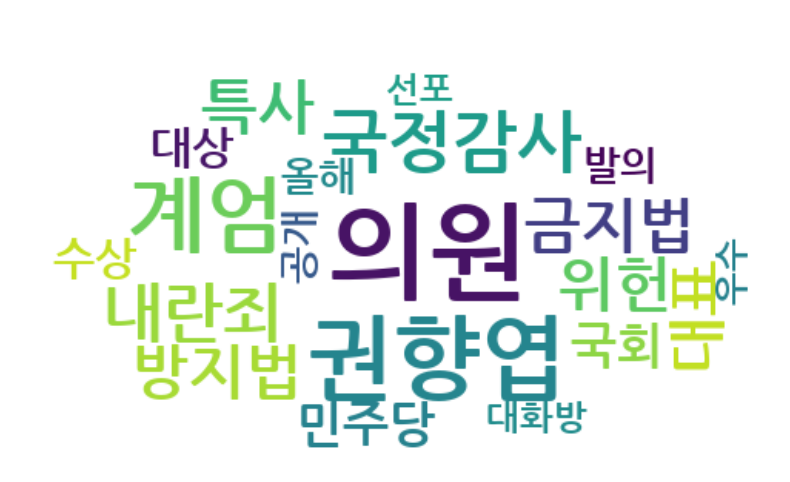 선포
특사
국정감사
대상
올해
발의
계엄
의원
금지법
공개
수상
위헌
대표
우수
내란죄
권향엽
국회
방지법
민주당
대화방